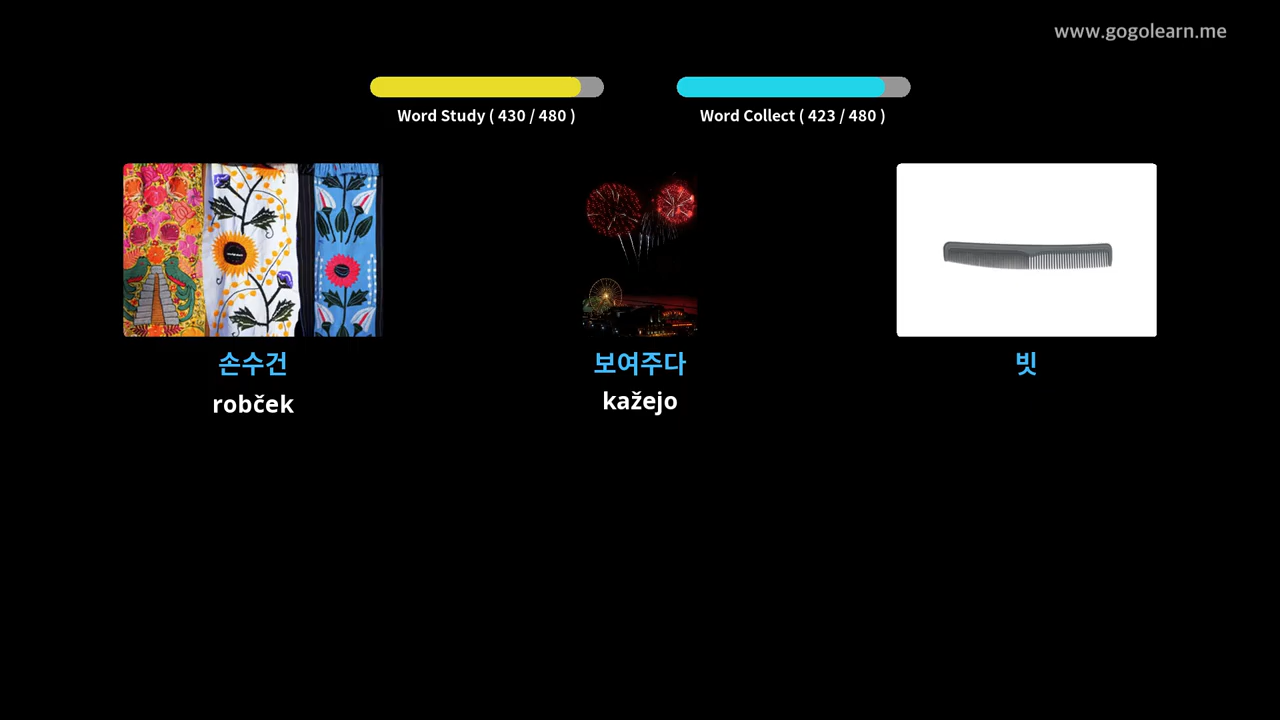 www.gogolearn.me
Word Study ( 430 / 480 )
Word Collect ( 423 / 480 )
손수건
보여주다
빗
robček
kažejo